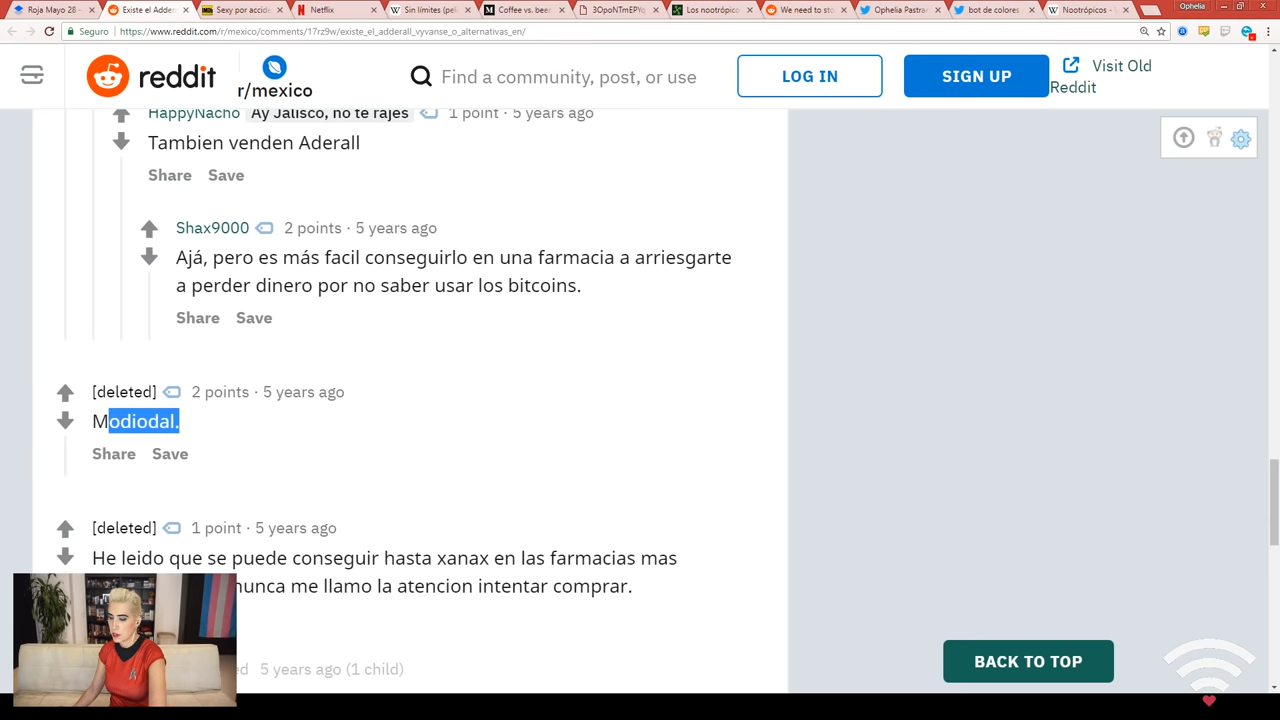 Ophelia
Roja Mayo 28 -
Existe el Adder
Sexy por accide
Netflix
Sin límites (pel
Coffee vs. beer
3OpoNTmEPY
Los nootrópico
We need to sto
Ophelia Pastra
bot de colores
Nootrópicos -
Seguro
https://www.reddit.com/r/mexico/comments/17rz9w/existe_el_adderall_vyvanse_o_alternativas_en/
reddit
r/mexico
Find a community, post, or use
LOG IN
SIGN UP
Visit Old
Reddit
HappyNacho Ay Jalisco, no te rajes 1 point · 5 years ago
Tambien venden Aderall
Share Save
Shax9000 2 points · 5 years ago
Ajá, pero es más facil conseguirlo en una farmacia a arriesgarte
a perder dinero por no saber usar los bitcoins.
Share Save
[deleted] 2 points · 5 years ago
Modiodal.
Share Save
[deleted] 1 point · 5 years ago
He leido que se puede conseguir hasta xanax en las farmacias mas
nunca me llamo la atencion intentar comprar.
5 years ago (1 child)
BACK TO TOP